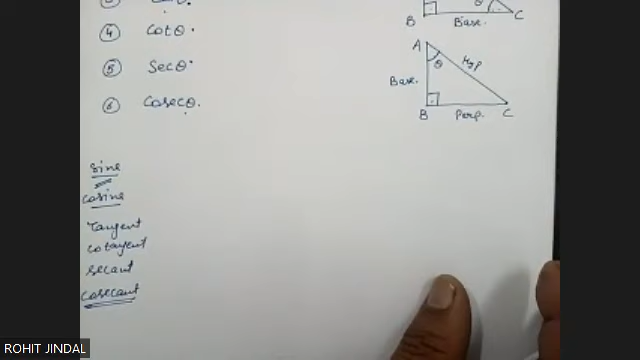 B Base. θ C
④ Cotθ.
A
⑤ Secθ.
θ Hyp
Base.
⑥ Cosecθ.
B Perp. C
sine
cosine
Tangent
cotangent
secant
cosecant
ROHIT JINDAL